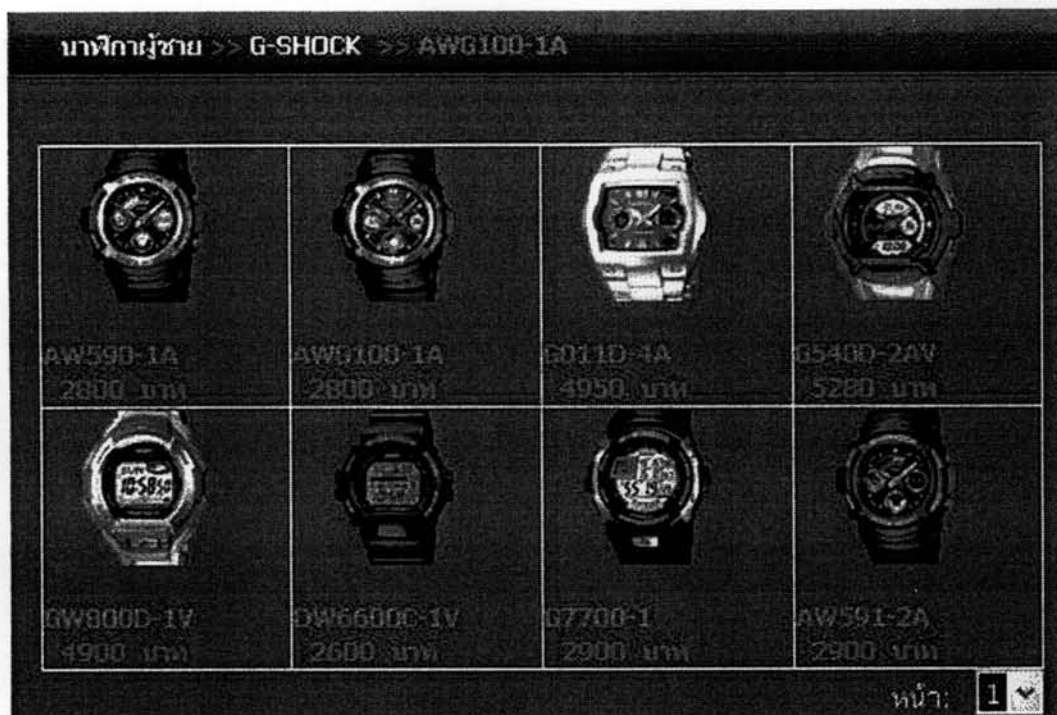 นาฬิกาผู้ชาย >> G-SHOCK >> AWG100-1A
AW590-1A
2800 บาท
AWG100-1A
2800 บาท
G011D-4A
4950 บาท
G5400-2AV
5280 บาท
GW800D-1V
4900 บาท
DW6600C-1V
2600 บาท
G7700-1
2900 บาท
AW591-2A
2900 บาท
หน้า: 1